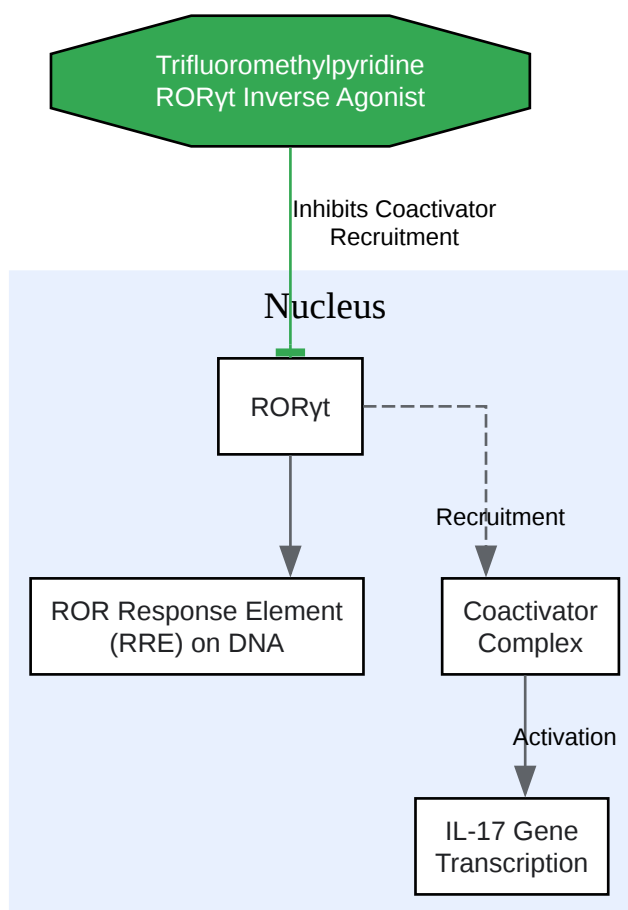 Trifluoromethylpyridine
RORγt Inverse Agonist
Inhibits Coactivator
Recruitment
Nucleus
RORγt
Recruitment
ROR Response Element
(RRE) on DNA
Coactivator
Complex
Activation
IL-17 Gene
Transcription